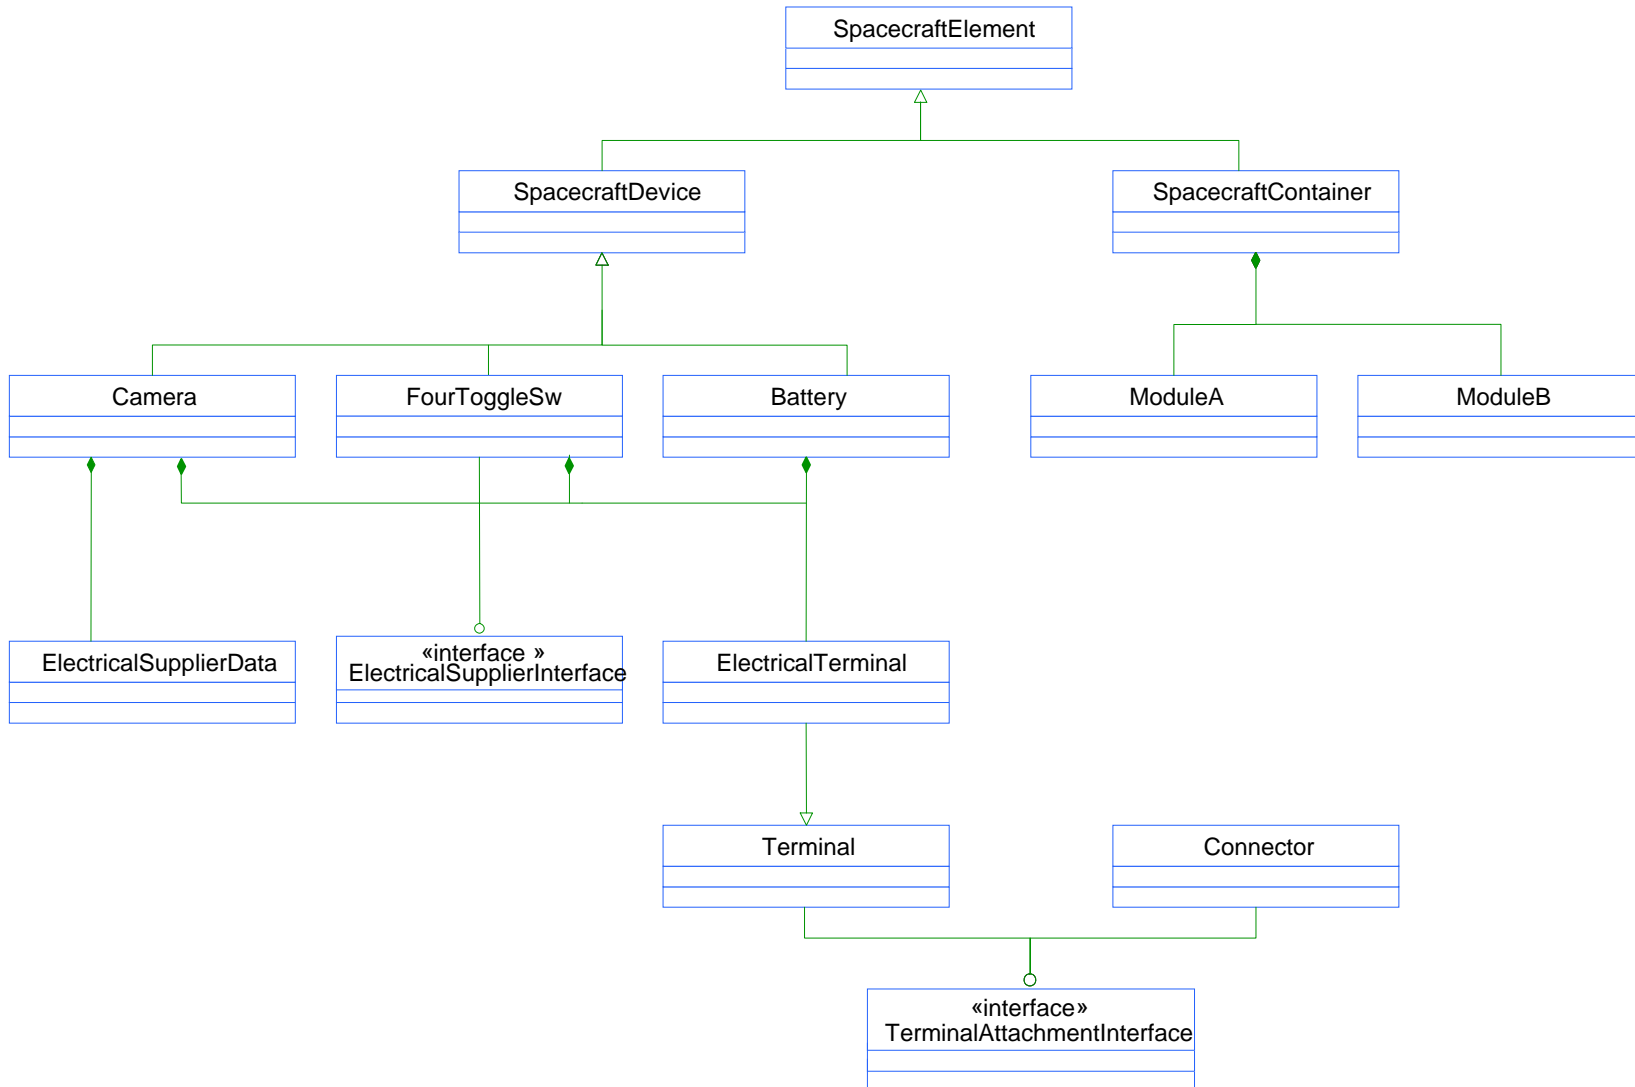 SpacecraftElement
SpacecraftDevice
SpacecraftContainer
Camera
FourToggleSw
Battery
ModuleA
ModuleB
ElectricalSupplierData
«interface »
ElectricalSupplierInterface
ElectricalTerminal
Terminal
Connector
«interface»
TerminalAttachmentInterface